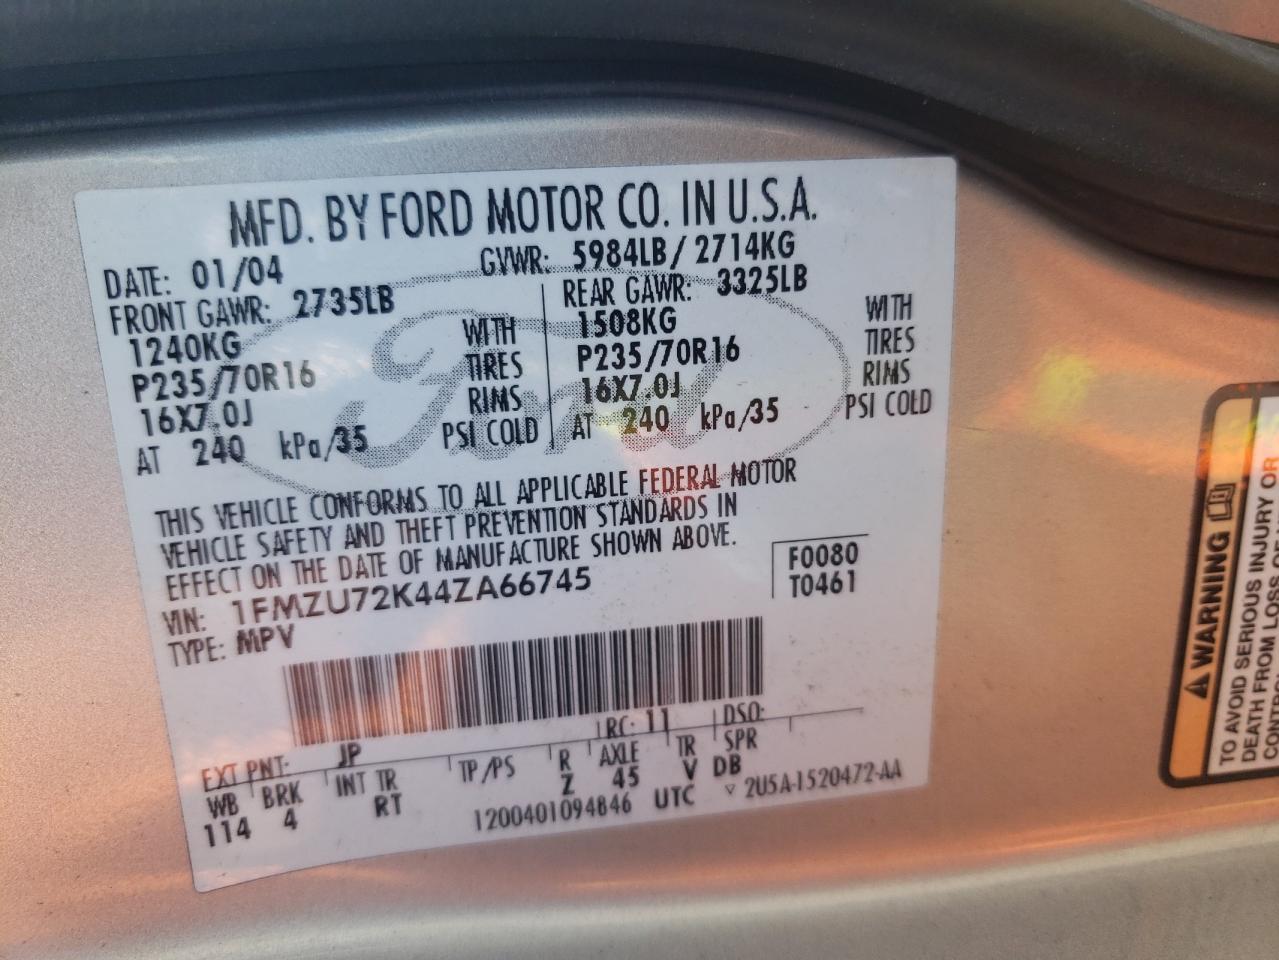 MFD. BY FORD MOTOR CO. IN U.S.A.
DATE: 01/04 GVWR: 5984LB / 2714KG
FRONT GAWR: 2735LB REAR GAWR: 3325LB
1240KG WITH 1508KG WITH
P235/70R16 TIRES P235/70R16 TIRES
16X7.0J RIMS 16X7.0J RIMS
AT 240 kPa/35 PSI COLD AT 240 kPa/35 PSI COLD
Ford
THIS VEHICLE CONFORMS TO ALL APPLICABLE FEDERAL MOTOR
VEHICLE SAFETY AND THEFT PREVENTION STANDARDS IN
EFFECT ON THE DATE OF MANUFACTURE SHOWN ABOVE.
VIN: 1FMZU72K44ZA66745 F0080
TYPE: MPV T0461
EXT PNT: JP RC: 11 DSO:
WB BRK INT TR TP/PS R AXLE TR SPR
114 4 RT Z 45 V DB
1200401094846 UTC ▽ 2U5A-1520472-AA
WARNING
TO AVOID SERIOUS INJURY OR
DEATH FROM LOSS